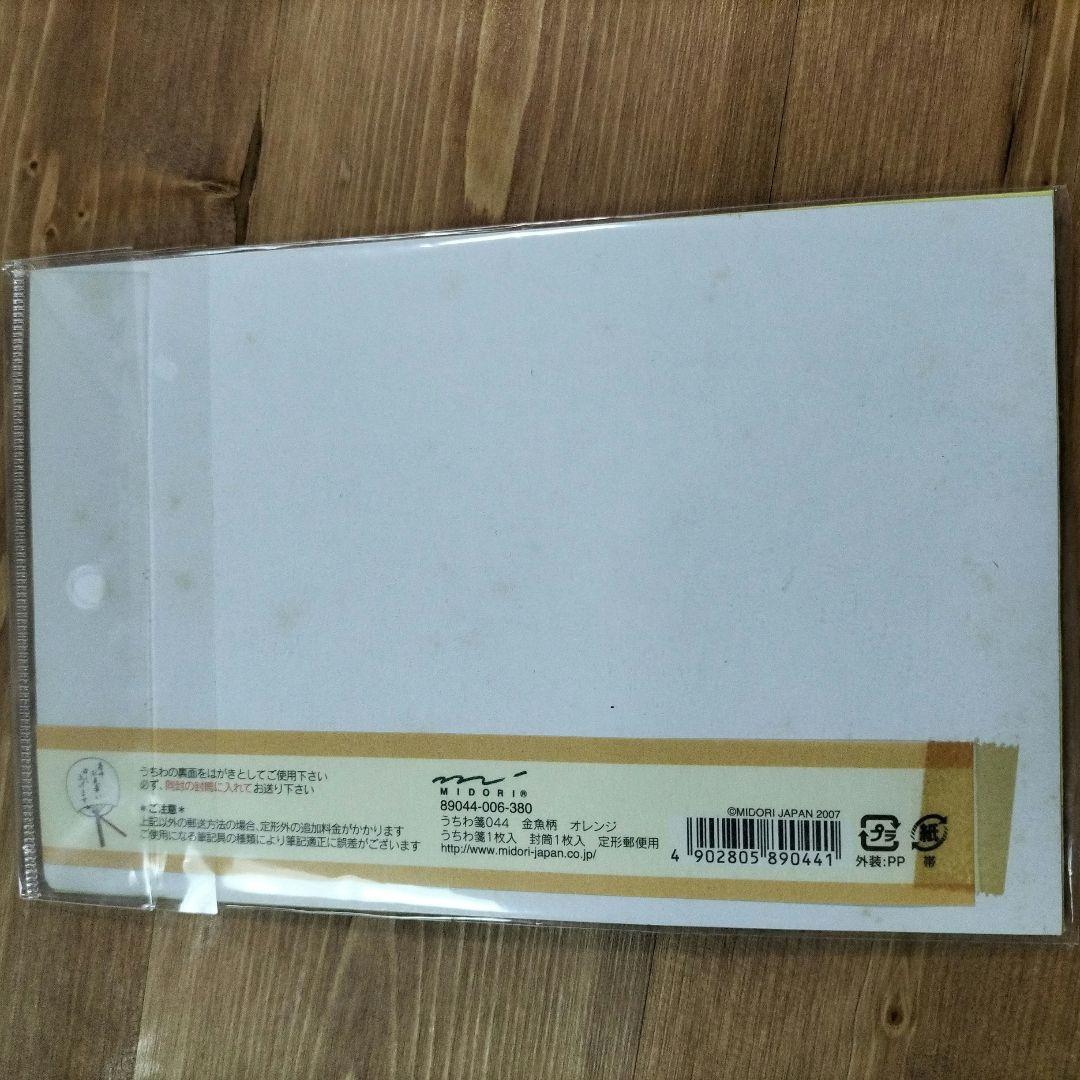 うちわの裏面をはがきとしてご使用下さい
必ず、同封の封筒に入れてお送り下さい
＊ご注意＊
上記以外の郵送方法の場合、定形外の追加料金がかかります
ご使用になる筆記具の種類により筆記適正に誤差がございます
MIDORI®
89044-006-380
うちわ箋044 金魚柄 オレンジ
うちわ箋1枚入 封筒1枚入 定形郵便用
http://www.midori-japan.co.jp/
©MIDORI JAPAN 2007
4 902805 890441
プラ
外装:PP
紙
帯